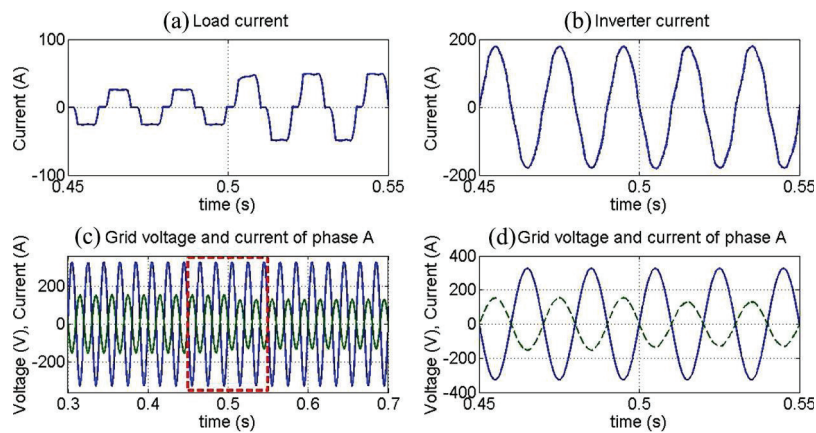 (a) Load current
100
0
-100
Current (A)
0.45 0.5 0.55
time (s)
(b) Inverter current
200
0
-200
Current (A)
0.45 0.5 0.55
time (s)
(c) Grid voltage and current of phase A
200
0
-200
Voltage (V), Current (A)
0.3 0.4 0.5 0.6 0.7
time (s)
(d) Grid voltage and current of phase A
400
200
0
-200
-400
Voltage (V), Current (A)
0.45 0.5 0.55
time (s)